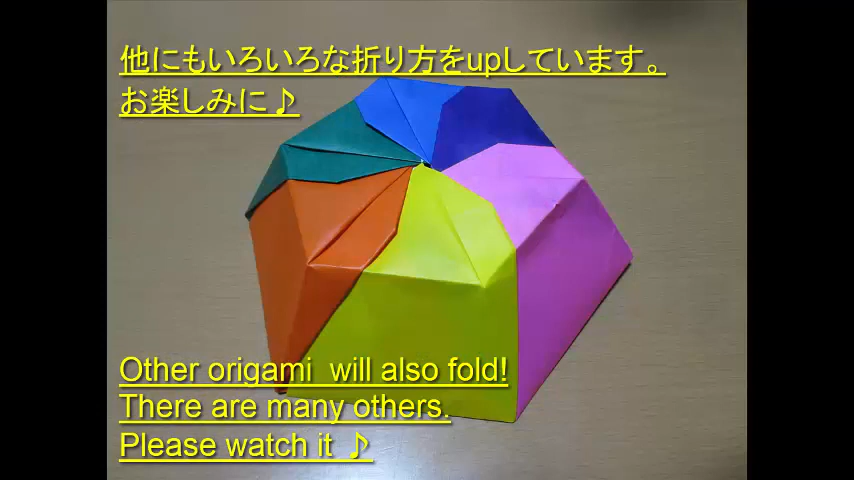 他にもいろいろな折り方をupしています。
お楽しみに♪
Other origami  will also fold!
There are many others.
Please watch it ♪